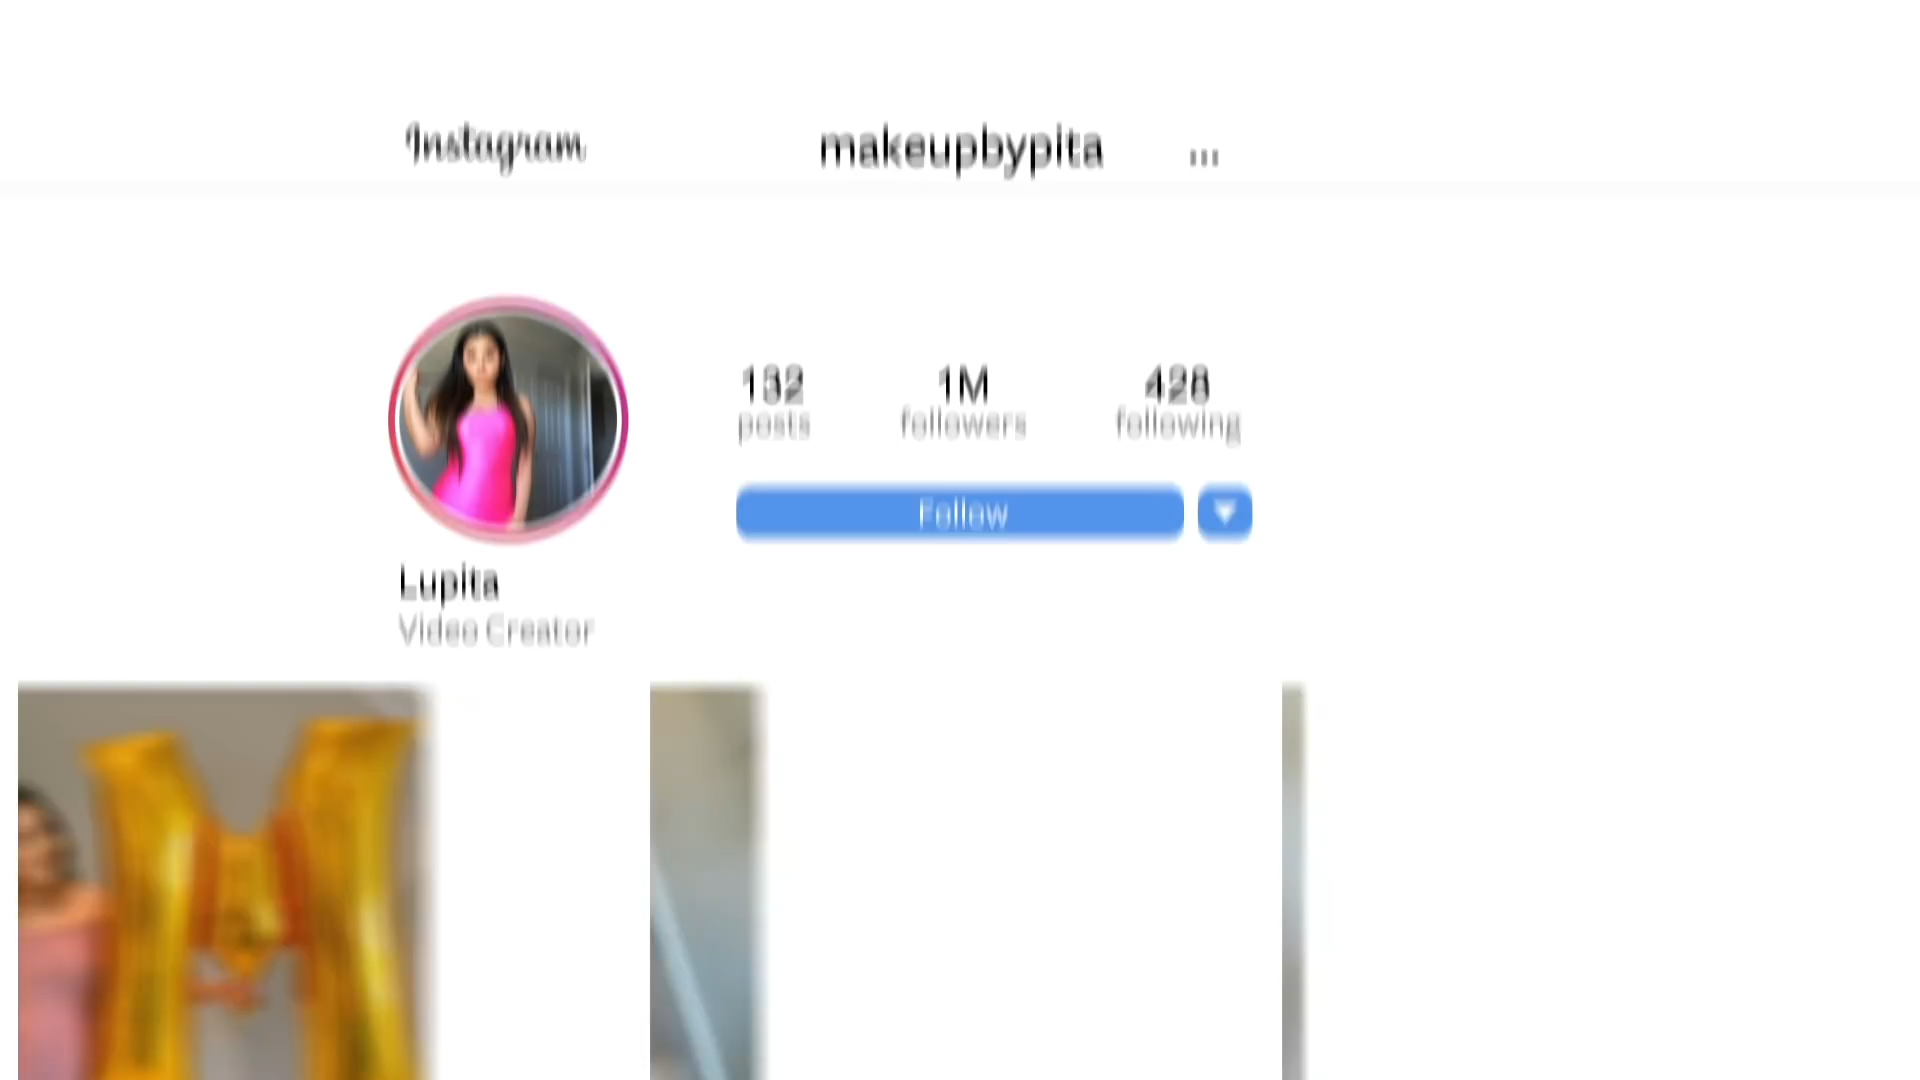 Instagram
makeupbypita ...
132 1M 428
posts followers following
Follow
Lupita
Video Creator